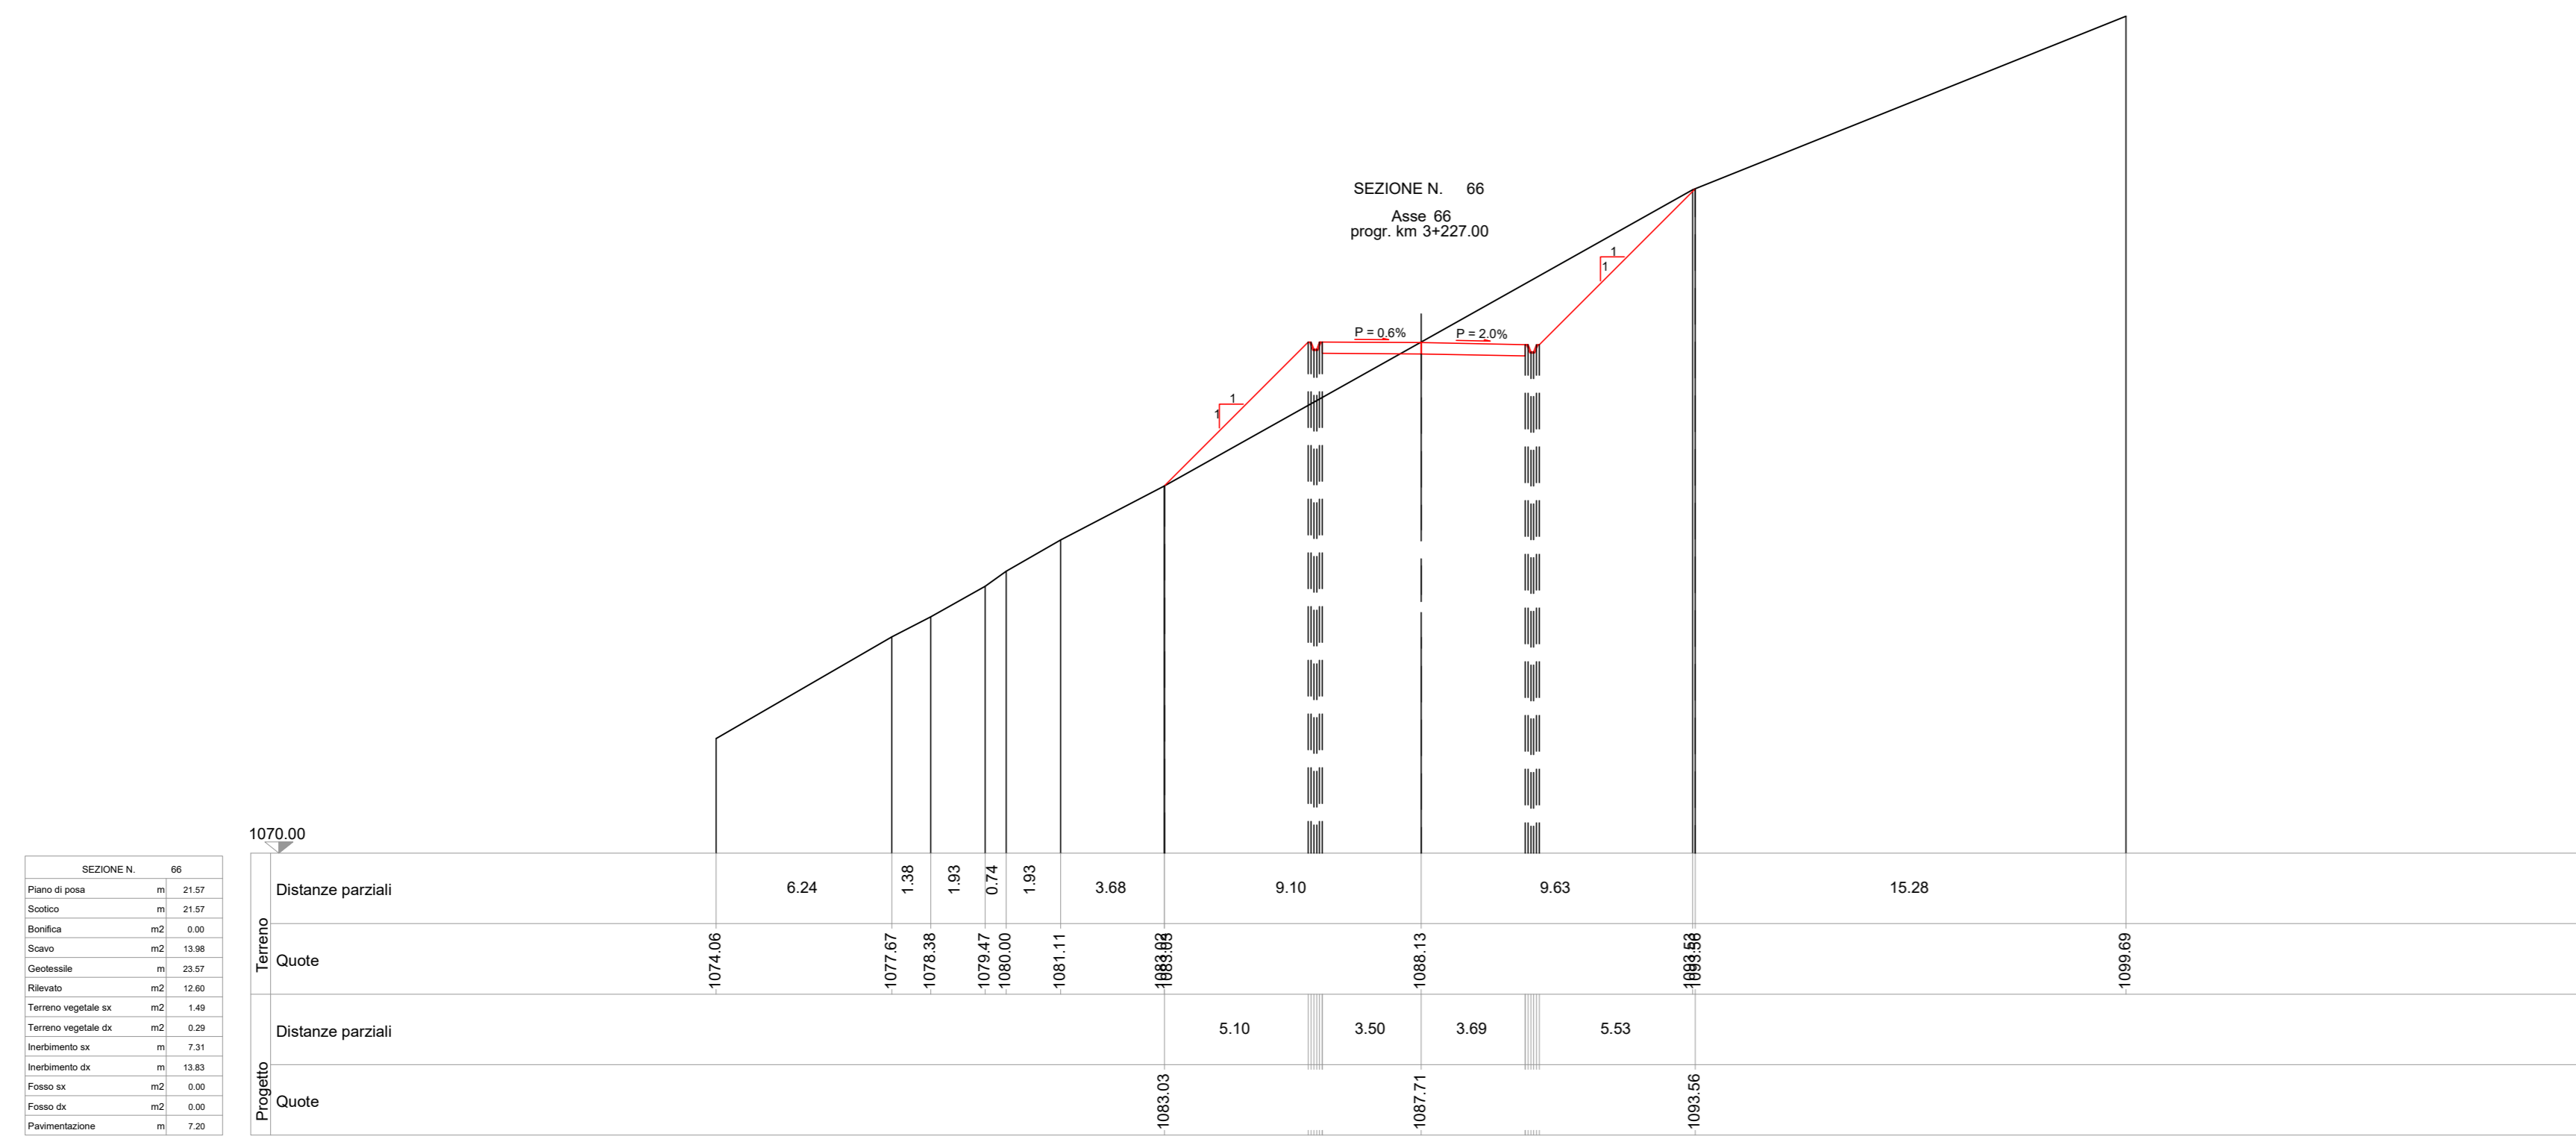 SEZIONE N. 66
Asse 66
progr. km 3+227.00
1
1
P = 0.6%
P = 2.0%
1
1
1070.00
SEZIONE N. 66
Piano di posa m 21.57
Scotico m 21.57
Bonifica m2 0.00
Scavo m2 13.98
Geotessile m 23.57
Rilevato m2 12.60
Terreno vegetale sx m2 1.49
Terreno vegetale dx m2 0.29
Inerbimento sx m 7.31
Inerbimento dx m 13.83
Fosso sx m2 0.00
Fosso dx m2 0.00
Pavimentazione m 7.20
Terreno
Distanze parziali 6.24 1.38 1.93 0.74 1.93 3.68 9.10 9.63 15.28
Quote 1074.06 1077.67 1078.38 1079.47 1080.00 1081.11 1088.13 1099.69
Progetto
Distanze parziali 5.10 3.50 3.69 5.53
Quote 1083.03 1087.71 1093.56